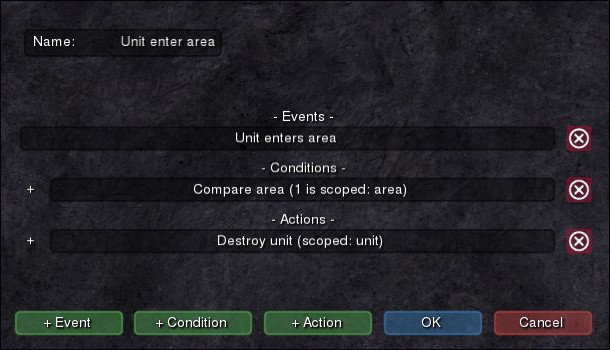 Name: Unit enter area
- Events -
Unit enters area
- Conditions -
+ Compare area (1 is scoped: area)
- Actions -
+ Destroy unit (scoped: unit)
+ Event + Condition + Action OK Cancel